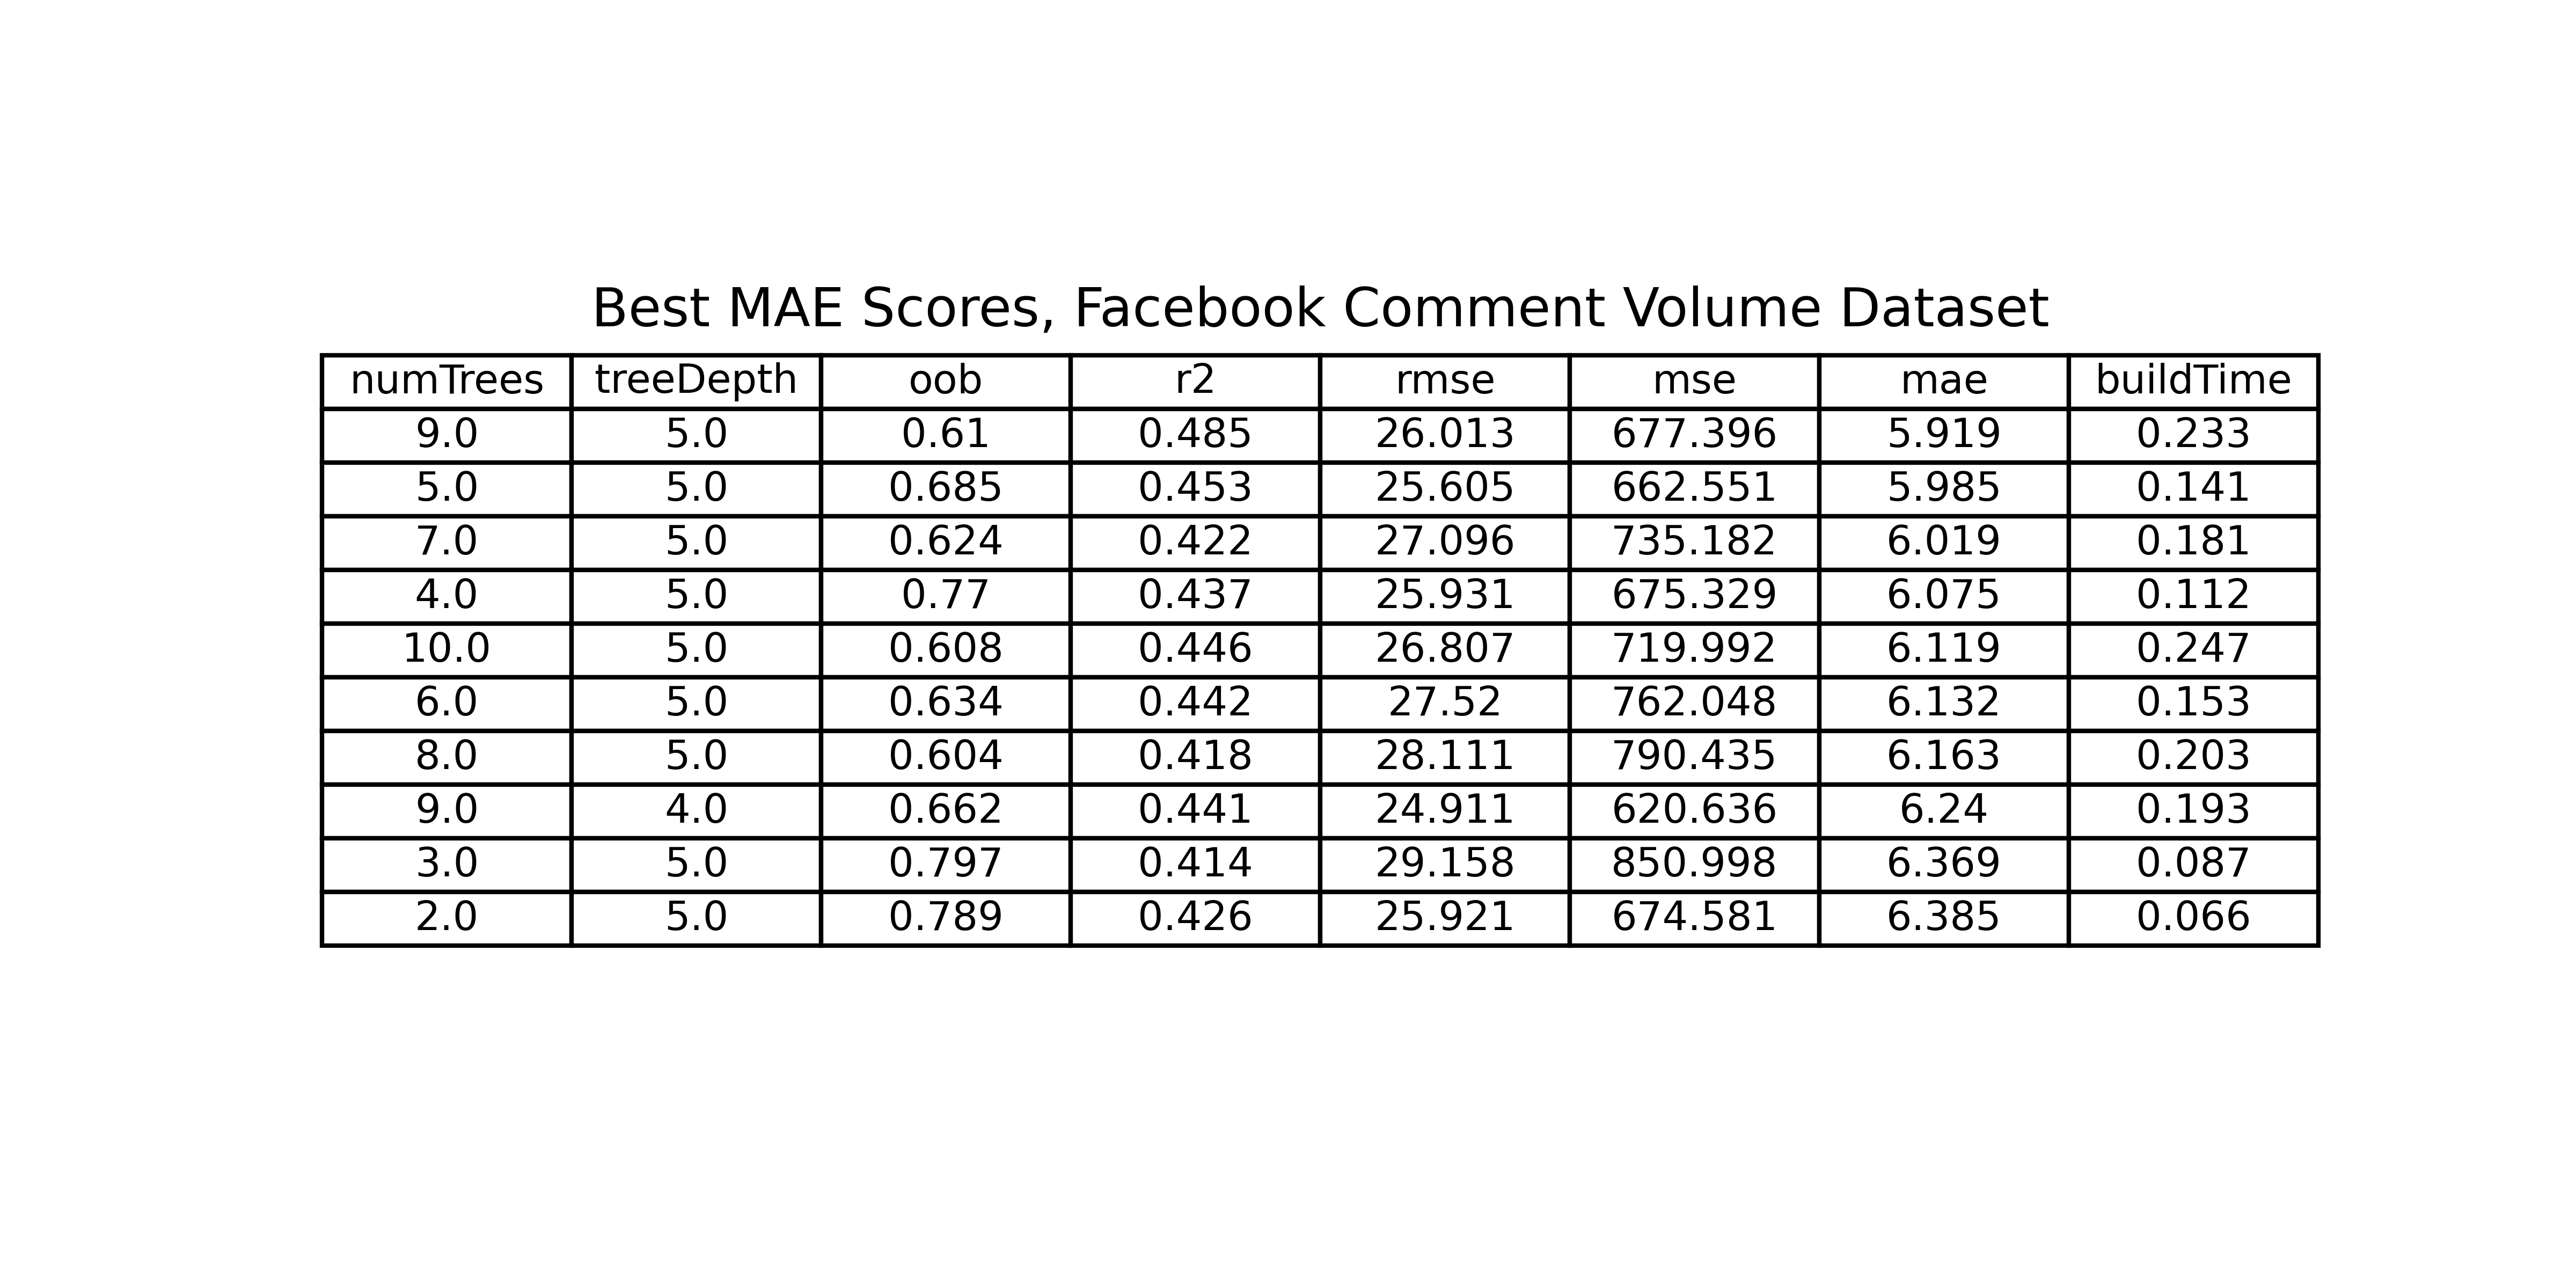 Best MAE Scores, Facebook Comment Volume Dataset
numTrees treeDepth oob r2 rmse mse mae buildTime
9.0 5.0 0.61 0.485 26.013 677.396 5.919 0.233
5.0 5.0 0.685 0.453 25.605 662.551 5.985 0.141
7.0 5.0 0.624 0.422 27.096 735.182 6.019 0.181
4.0 5.0 0.77 0.437 25.931 675.329 6.075 0.112
10.0 5.0 0.608 0.446 26.807 719.992 6.119 0.247
6.0 5.0 0.634 0.442 27.52 762.048 6.132 0.153
8.0 5.0 0.604 0.418 28.111 790.435 6.163 0.203
9.0 4.0 0.662 0.441 24.911 620.636 6.24 0.193
3.0 5.0 0.797 0.414 29.158 850.998 6.369 0.087
2.0 5.0 0.789 0.426 25.921 674.581 6.385 0.066